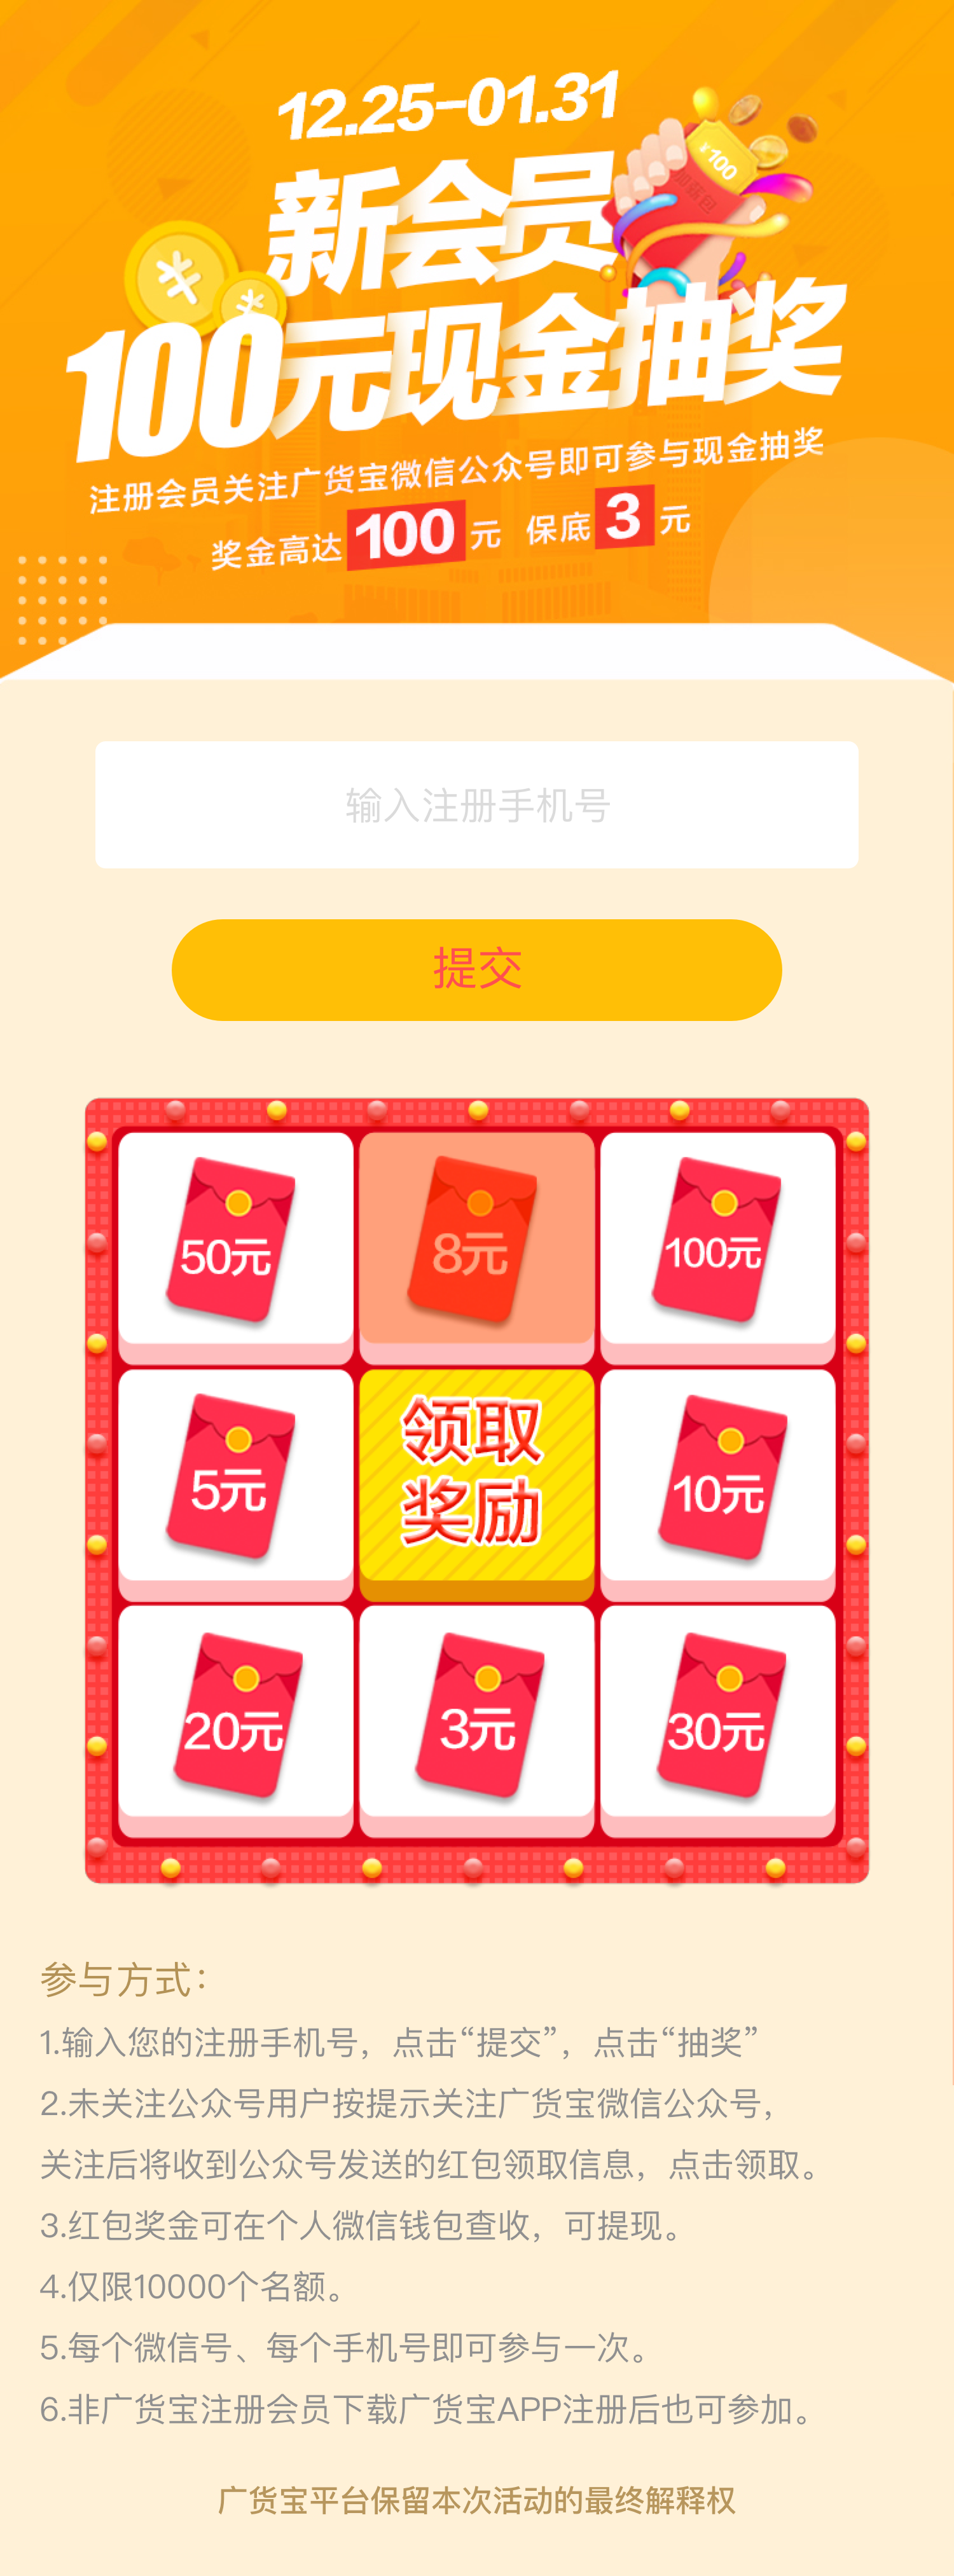 12.25-01.31
新会员
¥100
100元现金抽奖
注册会员关注广货宝微信公众号即可参与现金抽奖
奖金高达100元 保底3元
输入注册手机号
提交
50元
8元
100元
5元
领取
奖励
10元
20元
3元
30元
参与方式：
1.输入您的注册手机号，点击“提交”，点击“抽奖”
2.未关注公众号用户按提示关注广货宝微信公众号，
关注后将收到公众号发送的红包领取信息，点击领取。
3.红包奖金可在个人微信钱包查收，可提现。
4.仅限10000个名额。
5.每个微信号、每个手机号即可参与一次。
6.非广货宝注册会员下载广货宝APP注册后也可参加。
广货宝平台保留本次活动的最终解释权